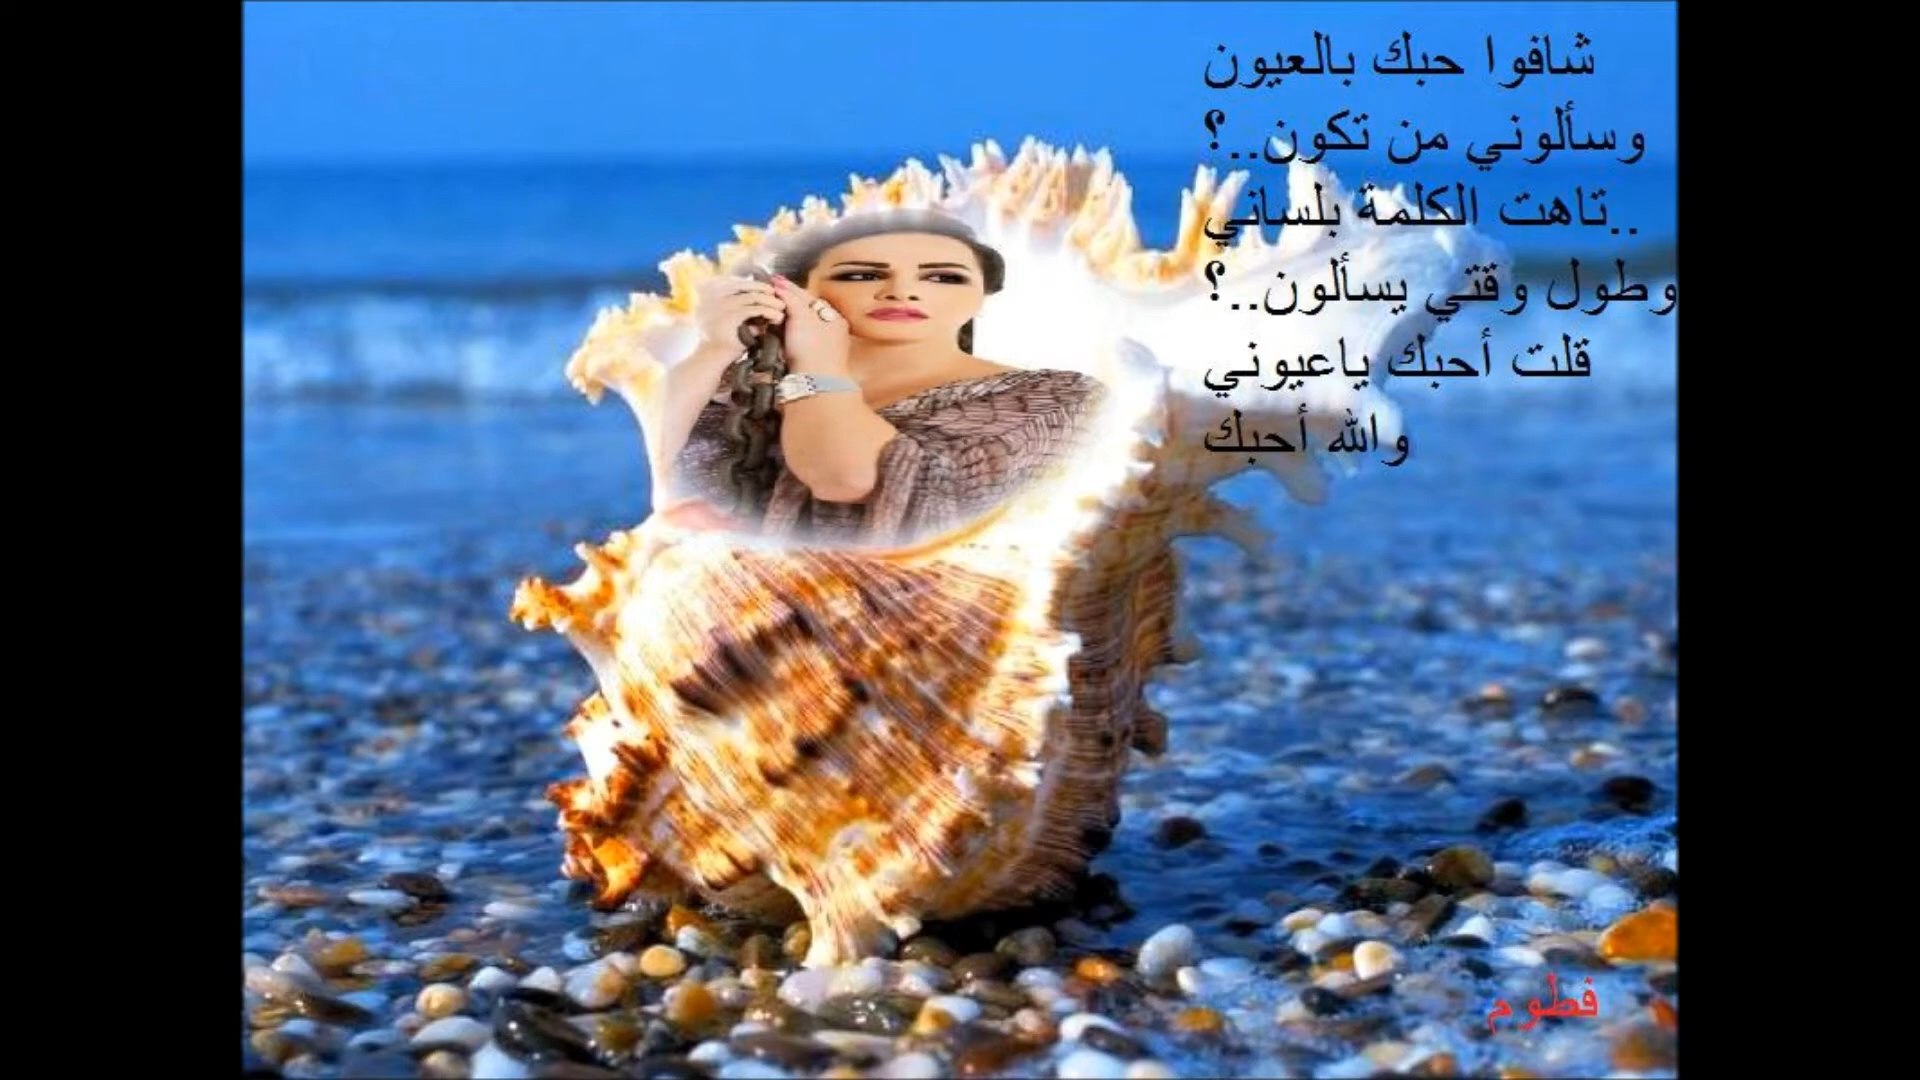 شافوا حبك بالعيون
وسألوني من تكون..؟
تاهت الكلمة بلساني..
وطول وقتي يسألون..؟
قلت أحبك ياعيوني
والله أحبك
فطوم